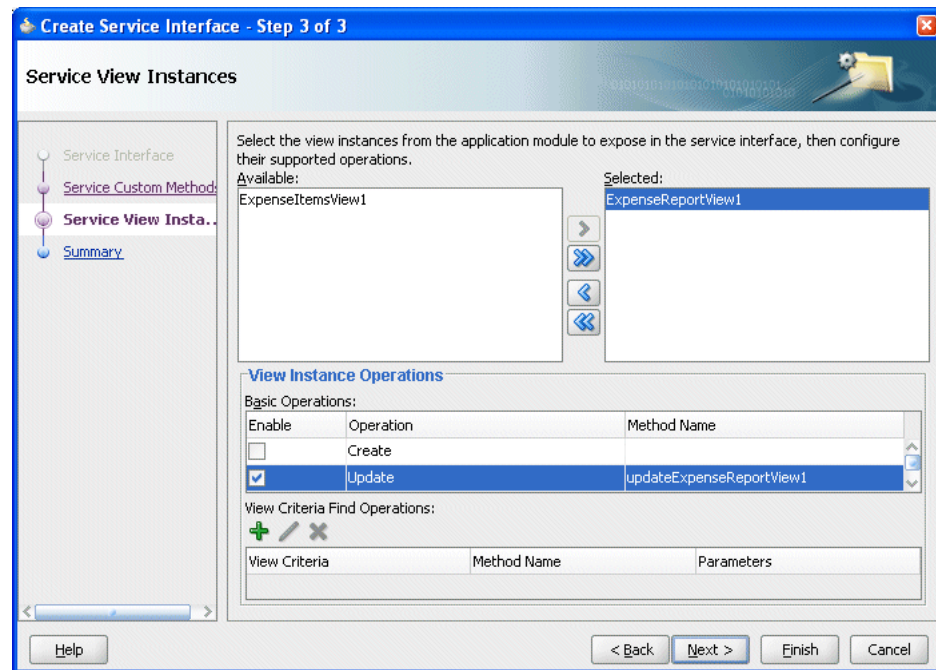 Create Service Interface - Step 3 of 3
Service View Instances
Service Interface
Service Custom Methods
Service View Insta..
Summary
Select the view instances from the application module to expose in the service interface, then configure
their supported operations.
Available:
Selected:
ExpenseItemsView1
ExpenseReportView1
View Instance Operations
Basic Operations:
Enable Operation Method Name
Create
Update updateExpenseReportView1
View Criteria Find Operations:
View Criteria Method Name Parameters
Help
< Back
Next >
Finish
Cancel